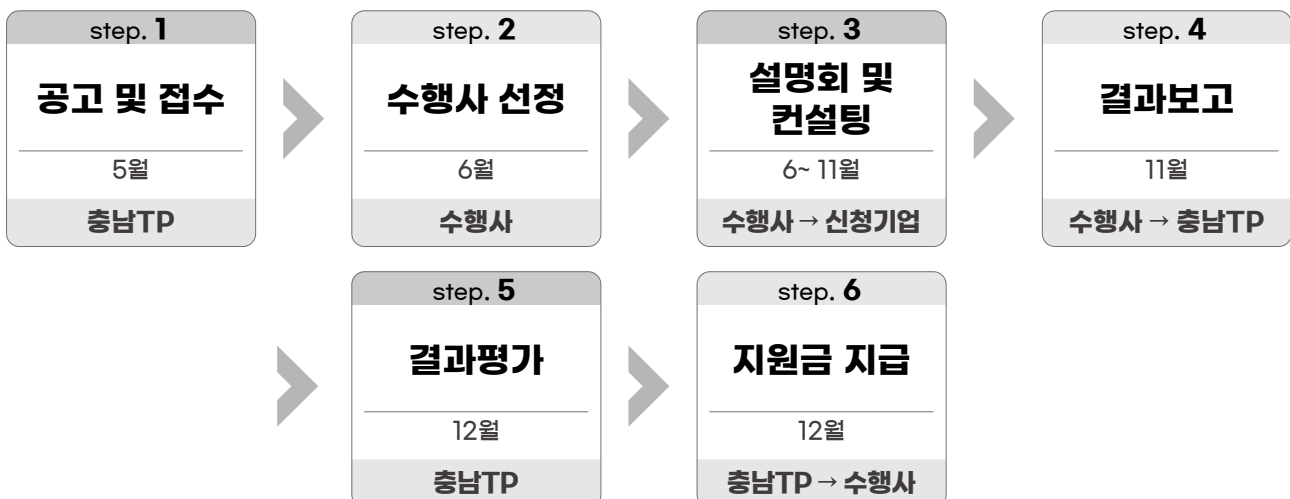 step. 1
공고 및 접수
5월
충남TP
step. 2
수행사 선정
6월
수행사
step. 3
설명회 및
컨설팅
6~ 11월
수행사 → 신청기업
step. 4
결과보고
11월
수행사 → 충남TP
step. 5
결과평가
12월
충남TP
step. 6
지원금 지급
12월
충남TP → 수행사